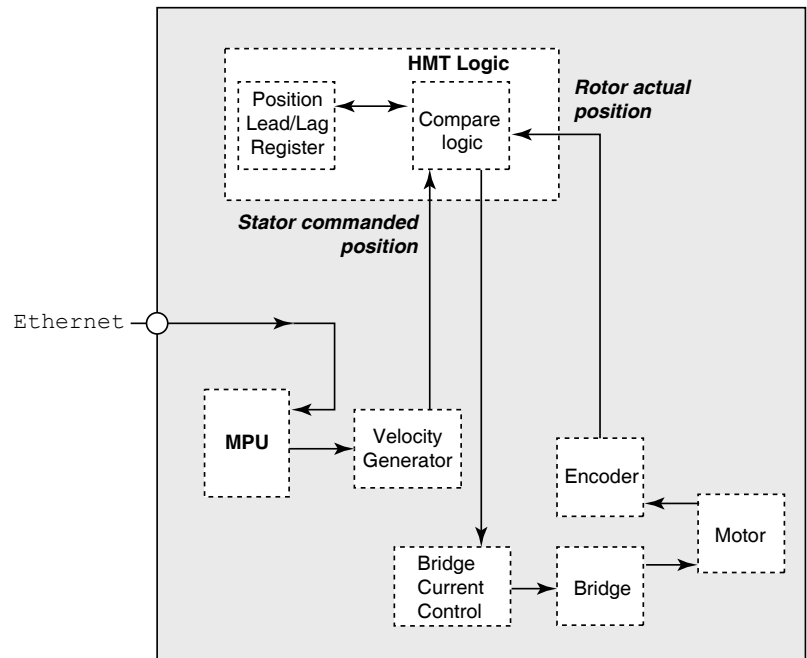 HMT Logic
Position
Lead/Lag
Register
Compare
logic
Rotor actual
position
Stator commanded
position
Ethernet
MPU
Velocity
Generator
Encoder
Motor
Bridge
Current
Control
Bridge